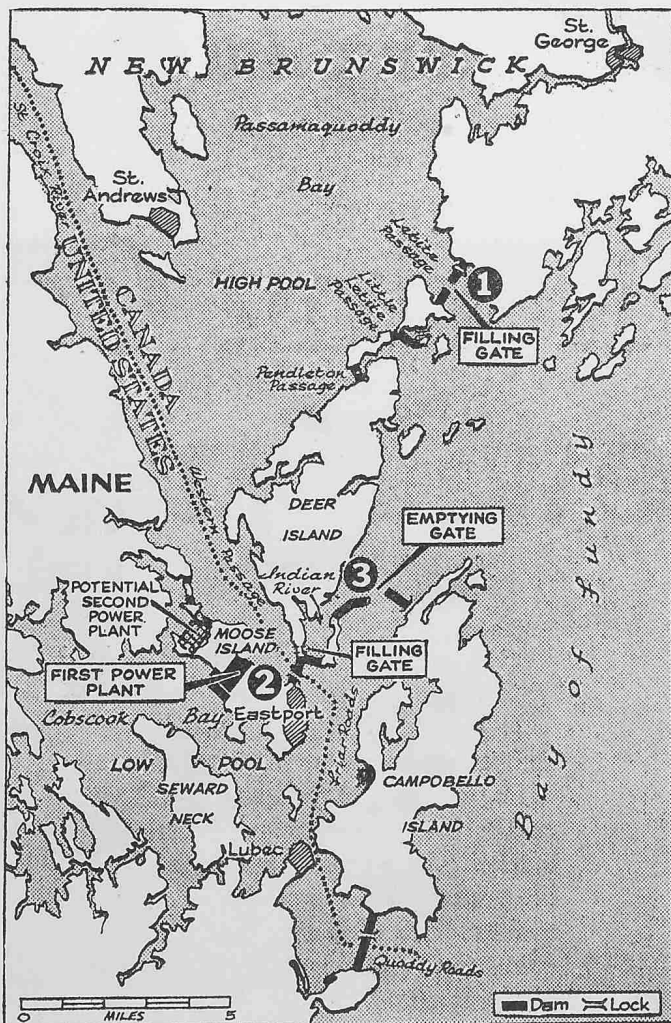 St.
George
NEW BRUNSWICK
Passamaquoddy
Bay
St Croix River
St.
Andrews
Letite
Passage
1
CANADA
UNITED STATES
HIGH POOL
Little
Letite
Passage
FILLING
GATE
Pendleton
Passage
MAINE
Western
Passage
DEER
ISLAND
EMPTYING
GATE
Indian
River
3
POTENTIAL
SECOND
POWER
PLANT
MOOSE
ISLAND
FILLING
GATE
FIRST POWER
PLANT
2
Cobscook Bay
Eastport
Friar Roads
LOW POOL
SEWARD
NECK
CAMPOBELLO
ISLAND
Bay of Fundy
Lubec
Quoddy Roads
0 MILES 5
Dam Lock